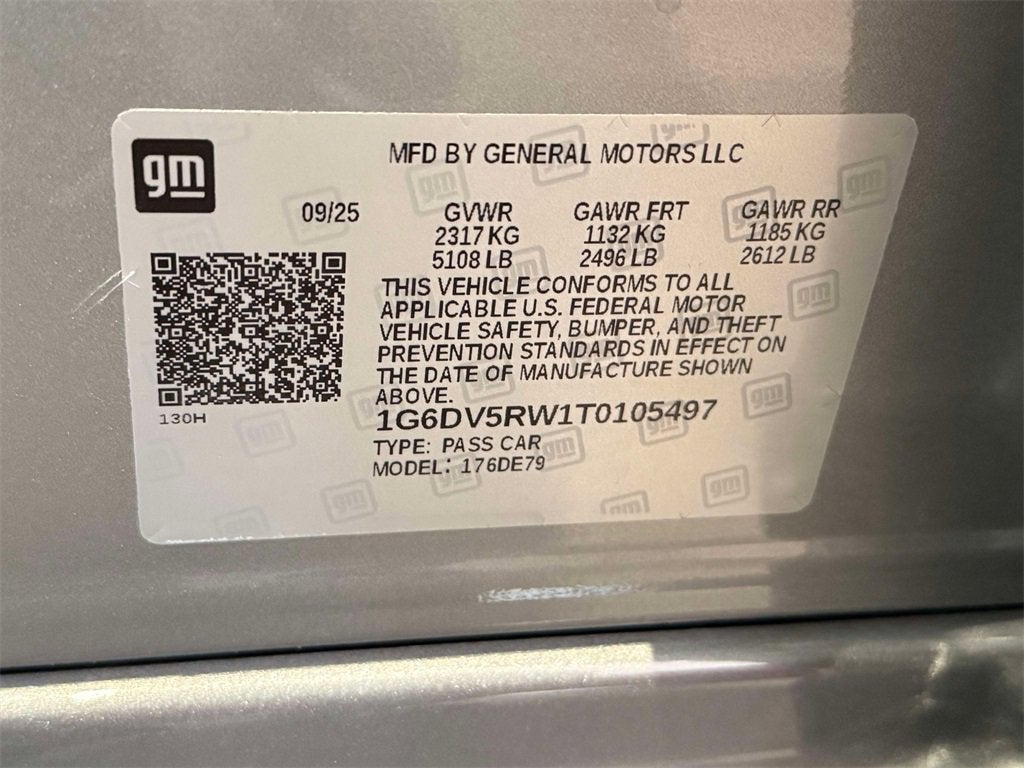 gm
MFD BY GENERAL MOTORS LLC
09/25 GVWR GAWR FRT GAWR RR
2317 KG 1132 KG 1185 KG
5108 LB 2496 LB 2612 LB
THIS VEHICLE CONFORMS TO ALL
APPLICABLE U.S. FEDERAL MOTOR
VEHICLE SAFETY, BUMPER, AND THEFT
PREVENTION STANDARDS IN EFFECT ON
THE DATE OF MANUFACTURE SHOWN
ABOVE.
130H
1G6DV5RW1T0105497
TYPE: PASS CAR
MODEL: 176DE79